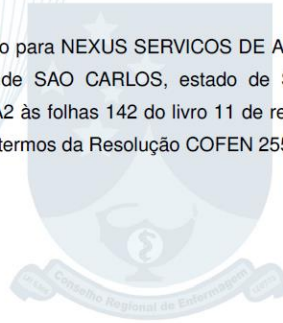 o para NEXUS SERVICOS DE A
de SAO CARLOS, estado de S
A2 às folhas 142 do livro 11 de re
termos da Resolução COFEN 255
Conselho Regional de Enfermagem